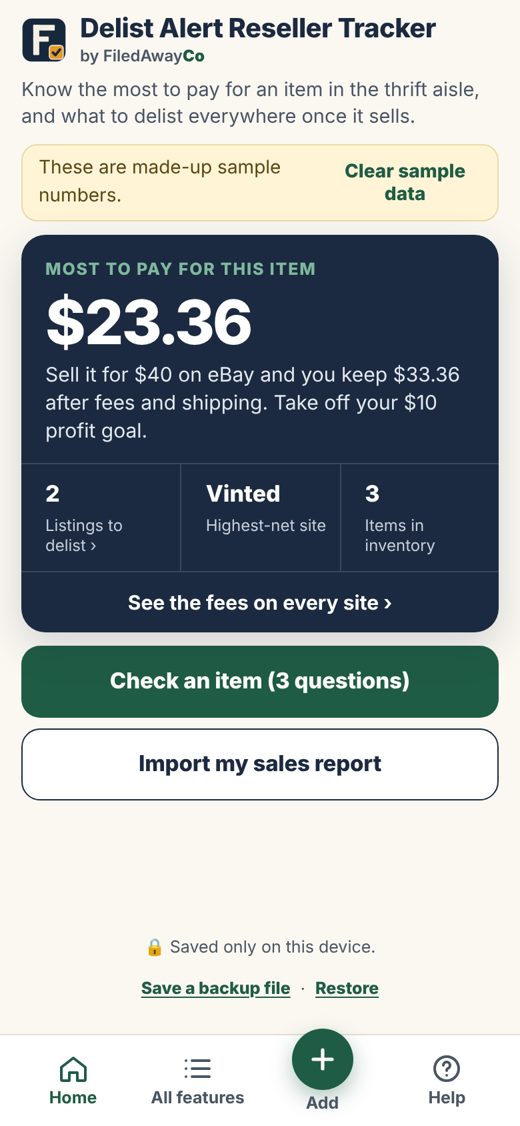 F
Delist Alert Reseller Tracker
by FiledAwayCo
Know the most to pay for an item in the thrift aisle,
and what to delist everywhere once it sells.
These are made-up sample
numbers.
Clear sample
data
MOST TO PAY FOR THIS ITEM
$23.36
Sell it for $40 on eBay and you keep $33.36
after fees and shipping. Take off your $10
profit goal.
2
Listings to
delist ›
Vinted
Highest-net site
3
Items in
inventory
See the fees on every site ›
Check an item (3 questions)
Import my sales report
🔒 Saved only on this device.
Save a backup file · Restore
Home
All features
Add
Help